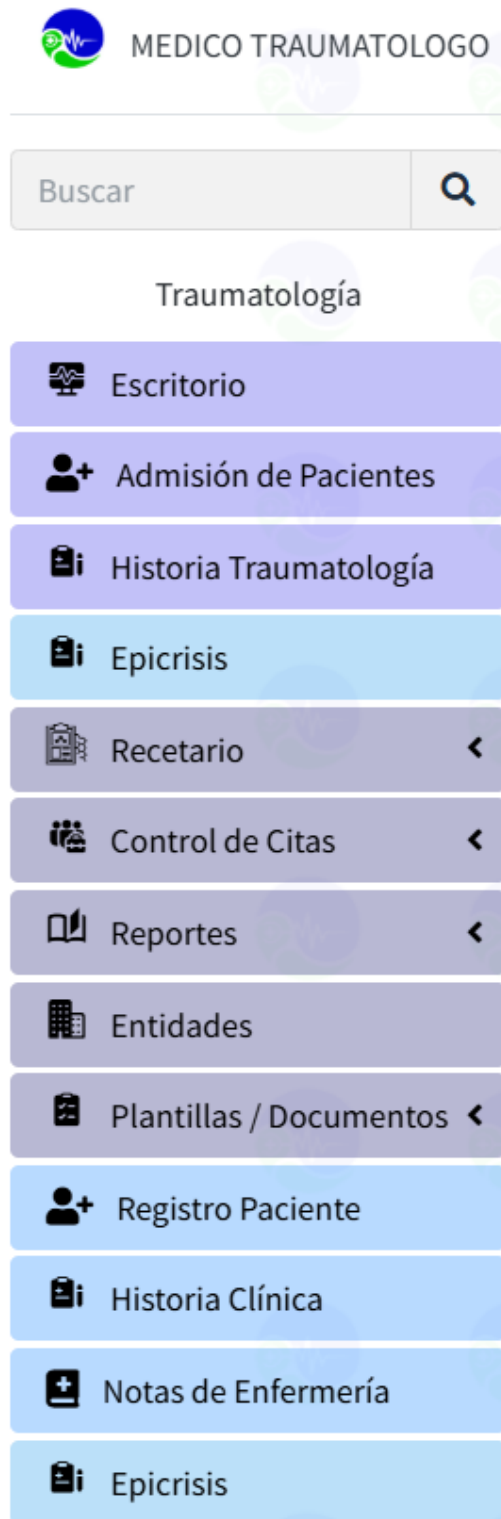 MEDICO TRAUMATOLOGO
Buscar
Traumatología
Escritorio
Admisión de Pacientes
Historia Traumatología
Epicrisis
Recetario
Control de Citas
Reportes
Entidades
Plantillas / Documentos
Registro Paciente
Historia Clínica
Notas de Enfermería
Epicrisis